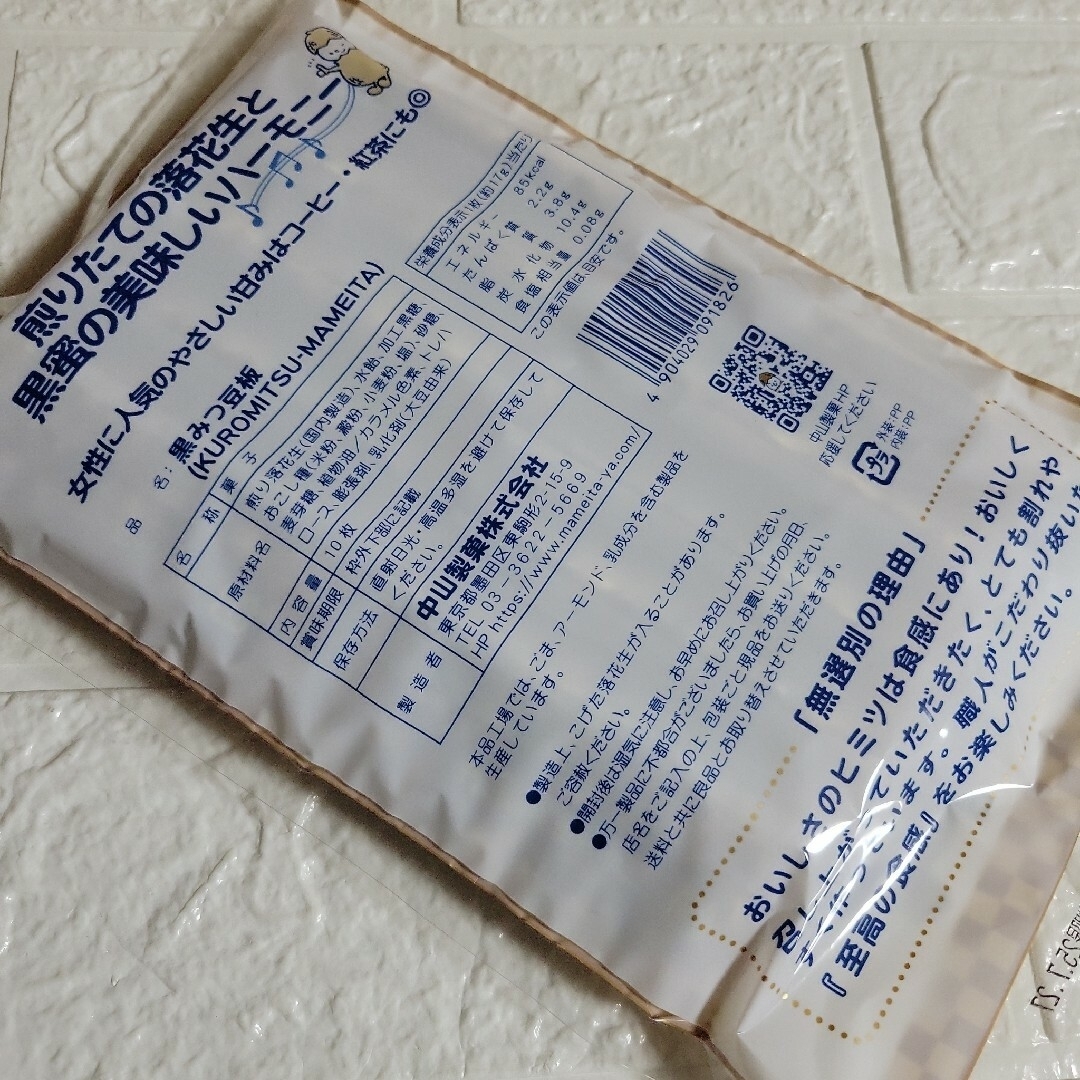 煎りたての落花生と
黒蜜の美味しいハーモニー
女性に人気のやさしい甘みはコーヒー・紅茶にも◎
品名：黒みつ豆板
(KUROMITSU-MAMEITA)
名称 菓子
原材料名 煎り落花生(国内製造)、水飴、加工黒糖、
おこし種(米粉、澱粉、小麦粉、塩)、砂糖
麦芽糖、植物油／カラメル色素、トレハ
ロース、膨張剤、乳化剤(大豆由来)
内容量 10枚
賞味期限 枠外下部に記載
保存方法 直射日光・高温多湿を避けて保存して
ください。
製造者 中山製菓株式会社
東京都墨田区東駒形2-15-9
TEL 03-3622-5669
HP https://www.mameita-ya.com/
栄養成分表示1枚(約17g)当たり
エネルギー 85kcal
たんぱく質 2.2g
脂質 3.8g
炭水化物 10.4g
食塩相当量 0.08g
この表示値は、目安です。
4 904029 091826
中山製菓HP
応援してください
プラ
外装:PP
内袋:PP
本品工場では、ごま、アーモンド、乳成分を含む製品を
生産しています。
●製造上、こげた落花生が入ることがあります。
ご容赦ください。
●開封後は湿気に注意し、お早めにお召し上がりください。
●万一製品に不都合がございましたら、お買い上げの月日、
店名をご記入の上、包装ごと現品をお送りください。
送料と共に良品とお取り替えさせていただきます。
「無選別の理由」
おいしさのヒミツは食感にあり！おいしく
召し上がっていただきたく、とても割れや
すく作っております。職人がこだわり抜いた
『至高の食感』をお楽しみください。
25.7.27